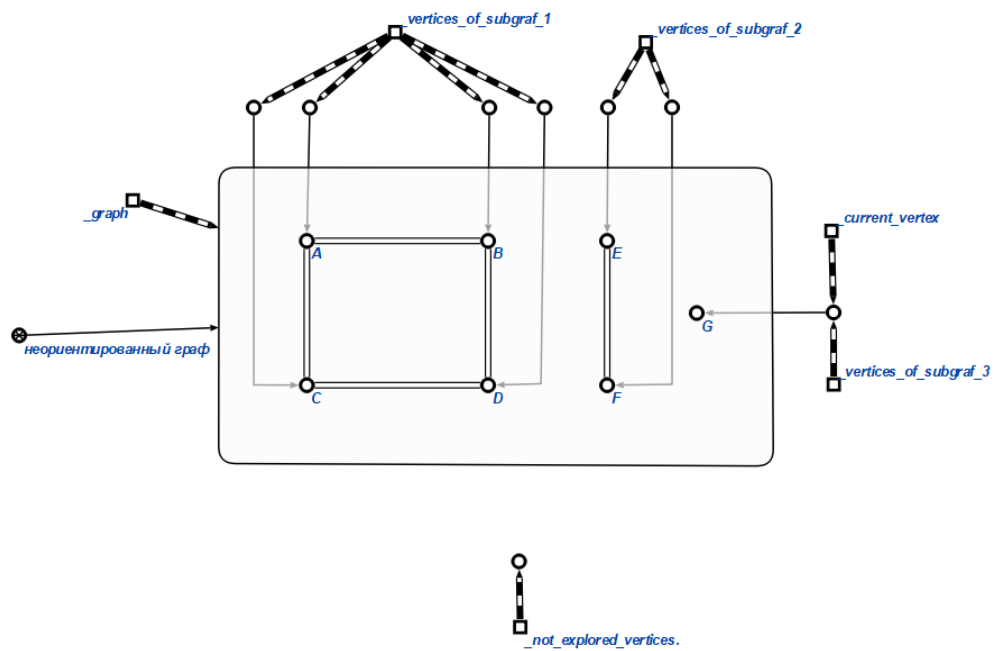 _vertices_of_subgraf_1
_vertices_of_subgraf_2
_graph
_current_vertex
A
B
E
G
неориентированный граф
_vertices_of_subgraf_3
C
D
F
_not_explored_vertices.